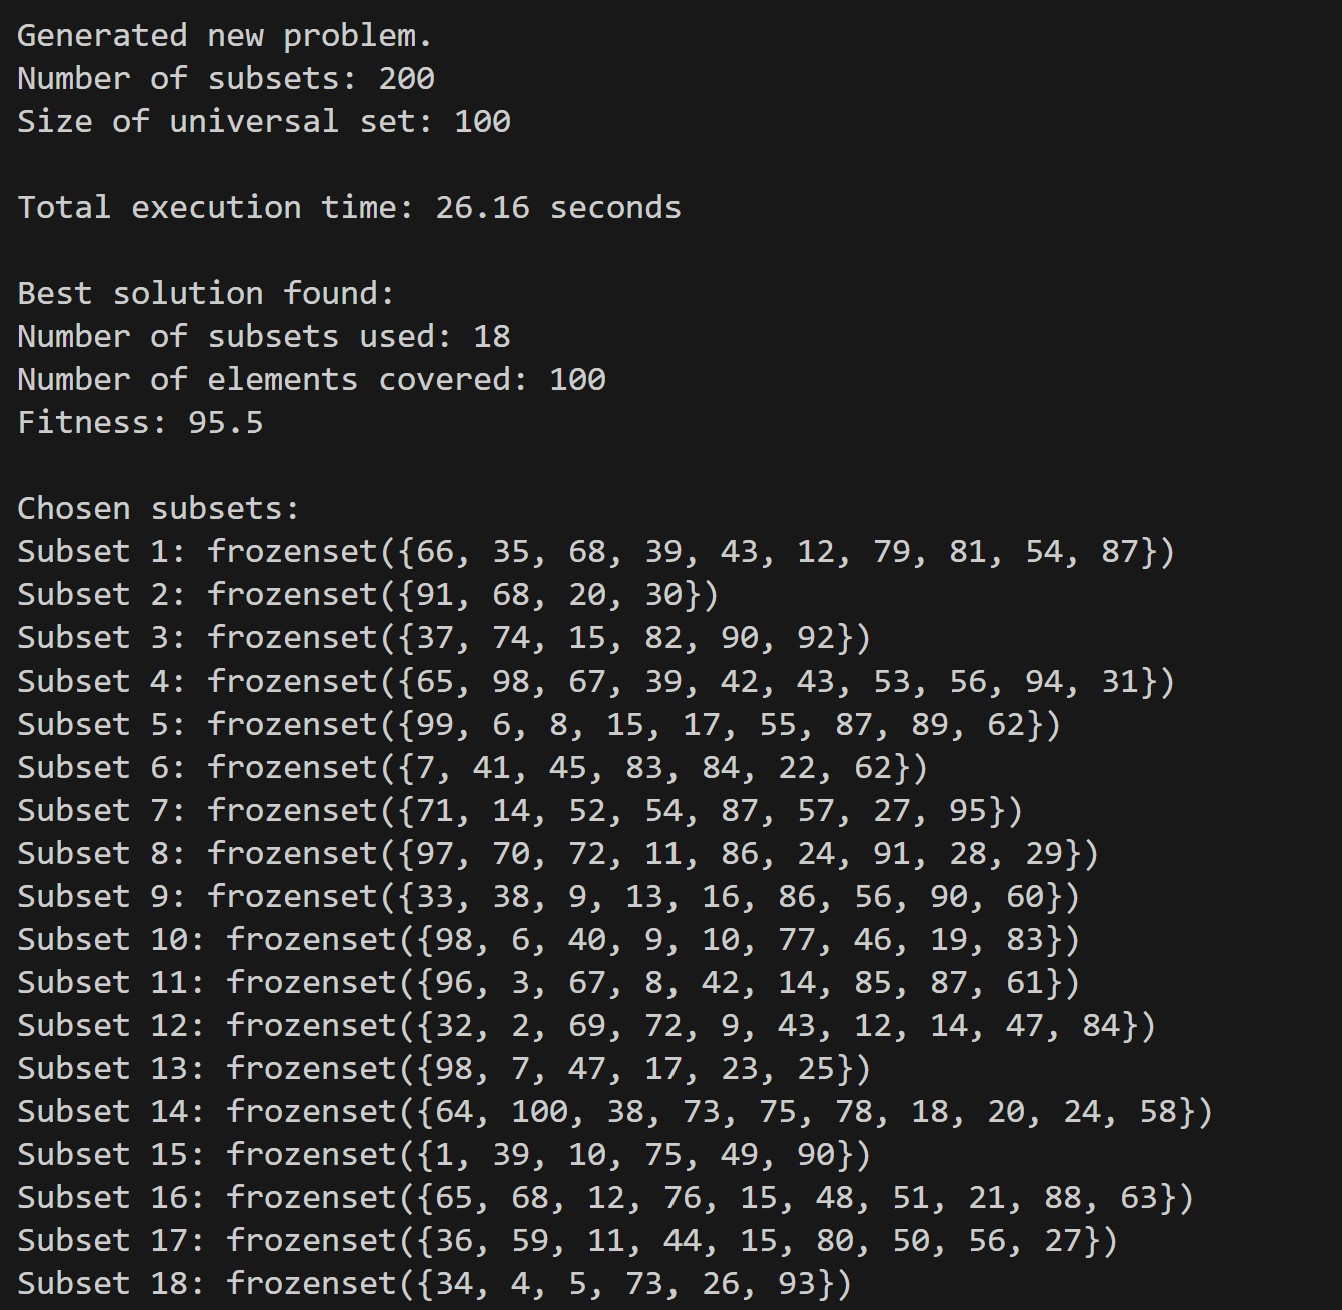 Generated new problem.
Number of subsets: 200
Size of universal set: 100
Total execution time: 26.16 seconds
Best solution found:
Number of subsets used: 18
Number of elements covered: 100
Fitness: 95.5
Chosen subsets:
Subset 1: frozenset({66, 35, 68, 39, 43, 12, 79, 81, 54, 87})
Subset 2: frozenset({91, 68, 20, 30})
Subset 3: frozenset({37, 74, 15, 82, 90, 92})
Subset 4: frozenset({65, 98, 67, 39, 42, 43, 53, 56, 94, 31})
Subset 5: frozenset({99, 6, 8, 15, 17, 55, 87, 89, 62})
Subset 6: frozenset({7, 41, 45, 83, 84, 22, 62})
Subset 7: frozenset({71, 14, 52, 54, 87, 57, 27, 95})
Subset 8: frozenset({97, 70, 72, 11, 86, 24, 91, 28, 29})
Subset 9: frozenset({33, 38, 9, 13, 16, 86, 56, 90, 60})
Subset 10: frozenset({98, 6, 40, 9, 10, 77, 46, 19, 83})
Subset 11: frozenset({96, 3, 67, 8, 42, 14, 85, 87, 61})
Subset 12: frozenset({32, 2, 69, 72, 9, 43, 12, 14, 47, 84})
Subset 13: frozenset({98, 7, 47, 17, 23, 25})
Subset 14: frozenset({64, 100, 38, 73, 75, 78, 18, 20, 24, 58})
Subset 15: frozenset({1, 39, 10, 75, 49, 90})
Subset 16: frozenset({65, 68, 12, 76, 15, 48, 51, 21, 88, 63})
Subset 17: frozenset({36, 59, 11, 44, 15, 80, 50, 56, 27})
Subset 18: frozenset({34, 4, 5, 73, 26, 93})